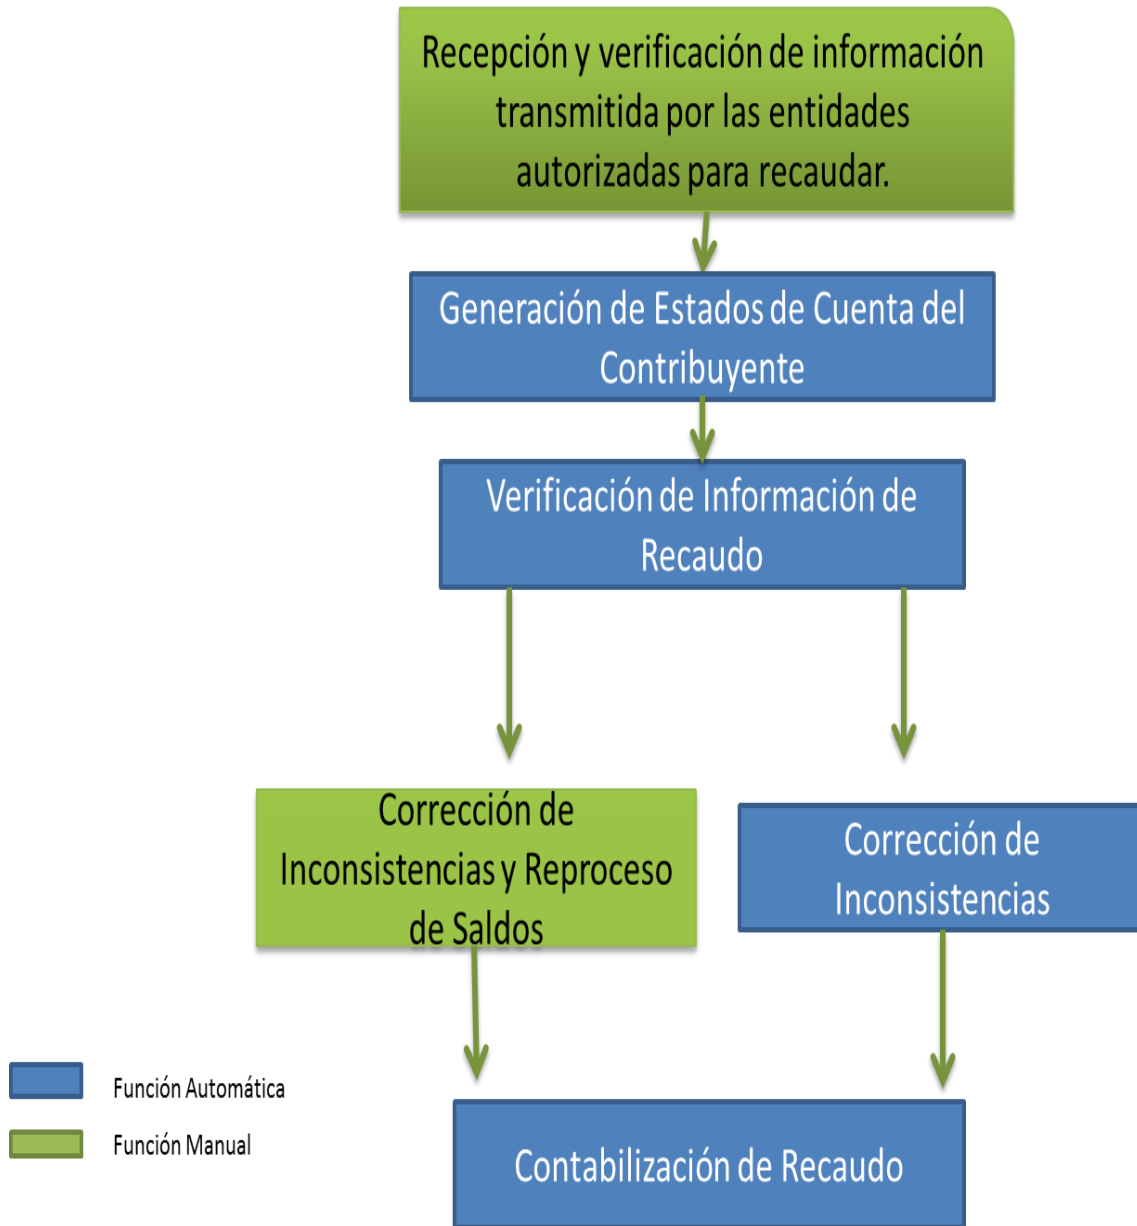 Recepción y verificación de información
transmitida por las entidades
autorizadas para recaudar.
Generación de Estados de Cuenta del
Contribuyente
Verificación de Información de
Recaudo
Corrección de
Inconsistencias y Reproceso
de Saldos
Corrección de
Inconsistencias
Función Automática
Función Manual
Contabilización de Recaudo